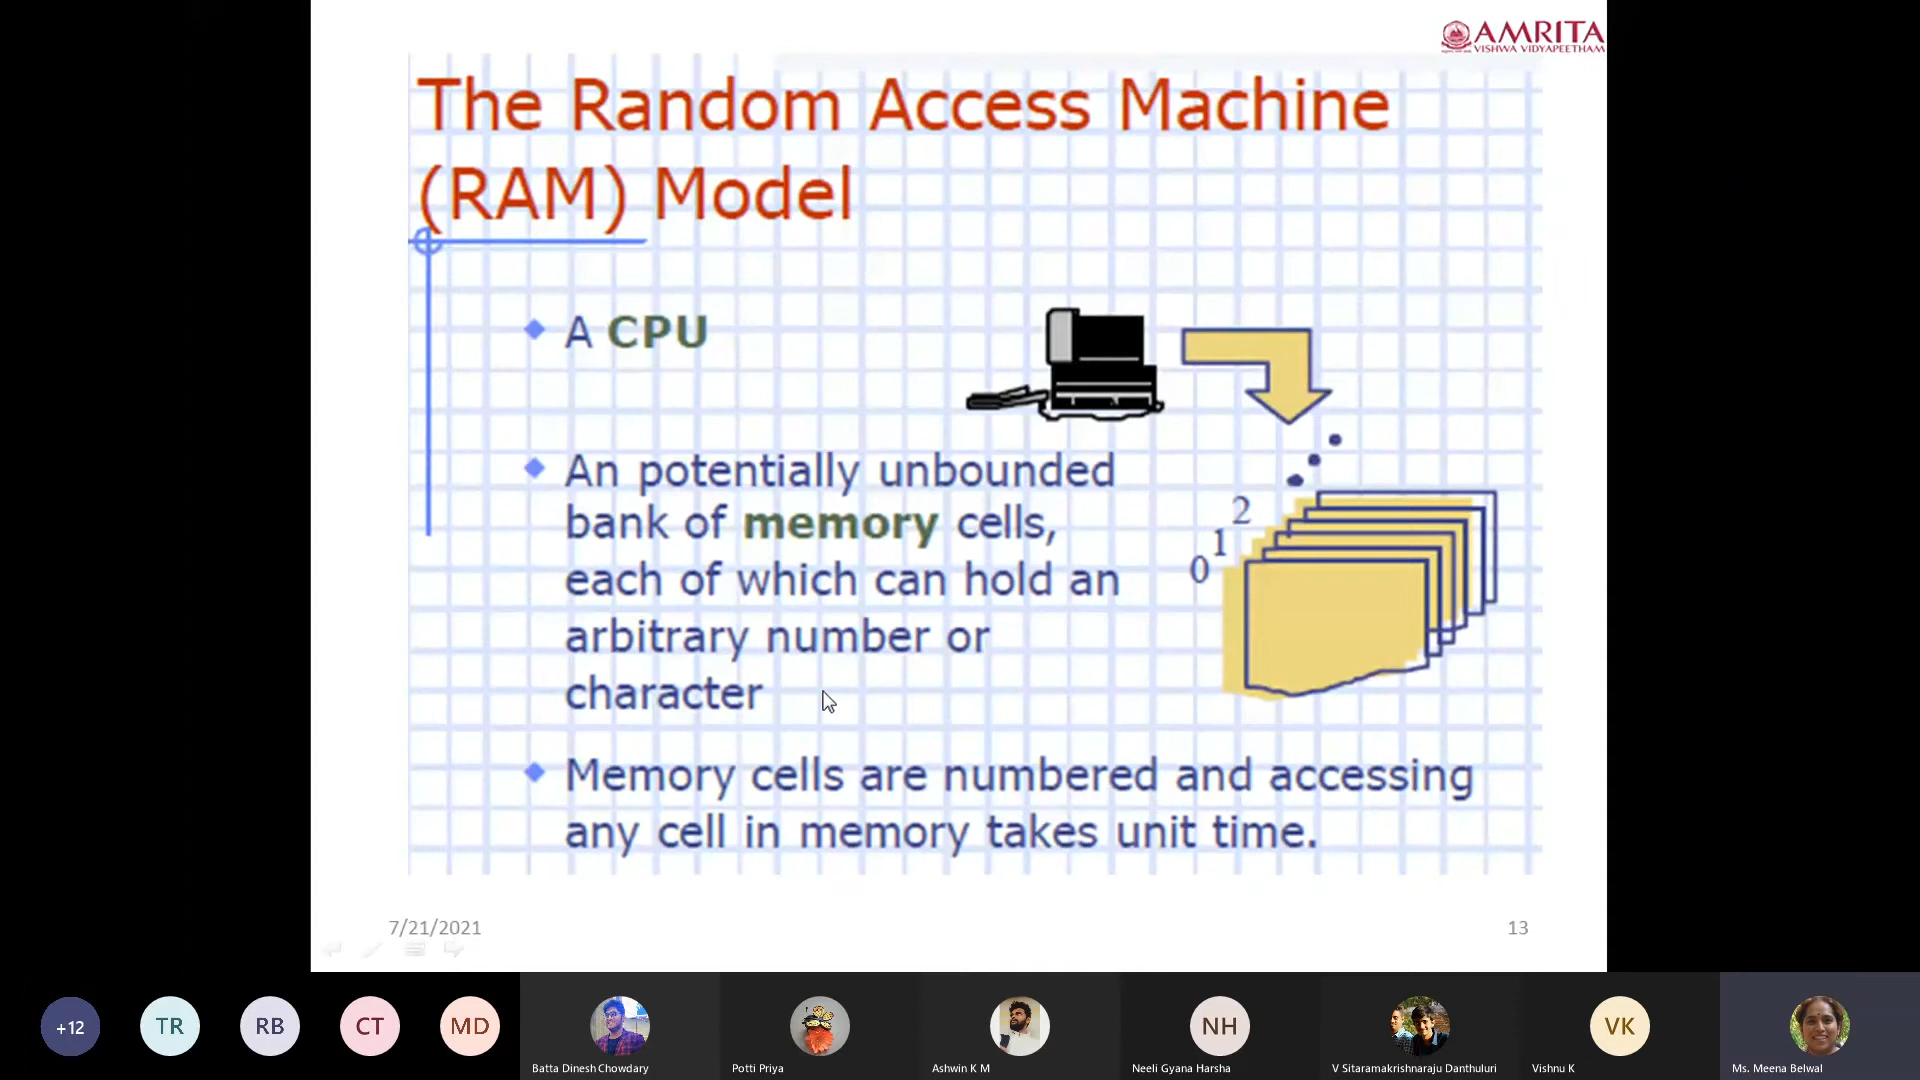 AMRITA
VISHWA VIDYAPEETHAM
The Random Access Machine
(RAM) Model
A CPU
An potentially unbounded
bank of memory cells,
each of which can hold an
arbitrary number or
character
2
1
0
Memory cells are numbered and accessing
any cell in memory takes unit time.
7/21/2021
13
+12
TR
RB
CT
MD
NH
VK
Batta Dinesh Chowdary
Potti Priya
Ashwin K M
Neeli Gyana Harsha
V Sitaramakrishnaraju Danthuluri
Vishnu K
Ms. Meena Belwal